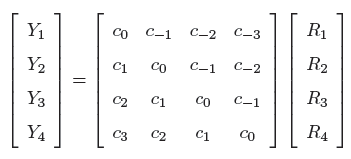 Y₁ c₀ c₋₁ c₋₂ c₋₃ R₁
Y₂ = c₁ c₀ c₋₁ c₋₂ R₂
Y₃ c₂ c₁ c₀ c₋₁ R₃
Y₄ c₃ c₂ c₁ c₀ R₄